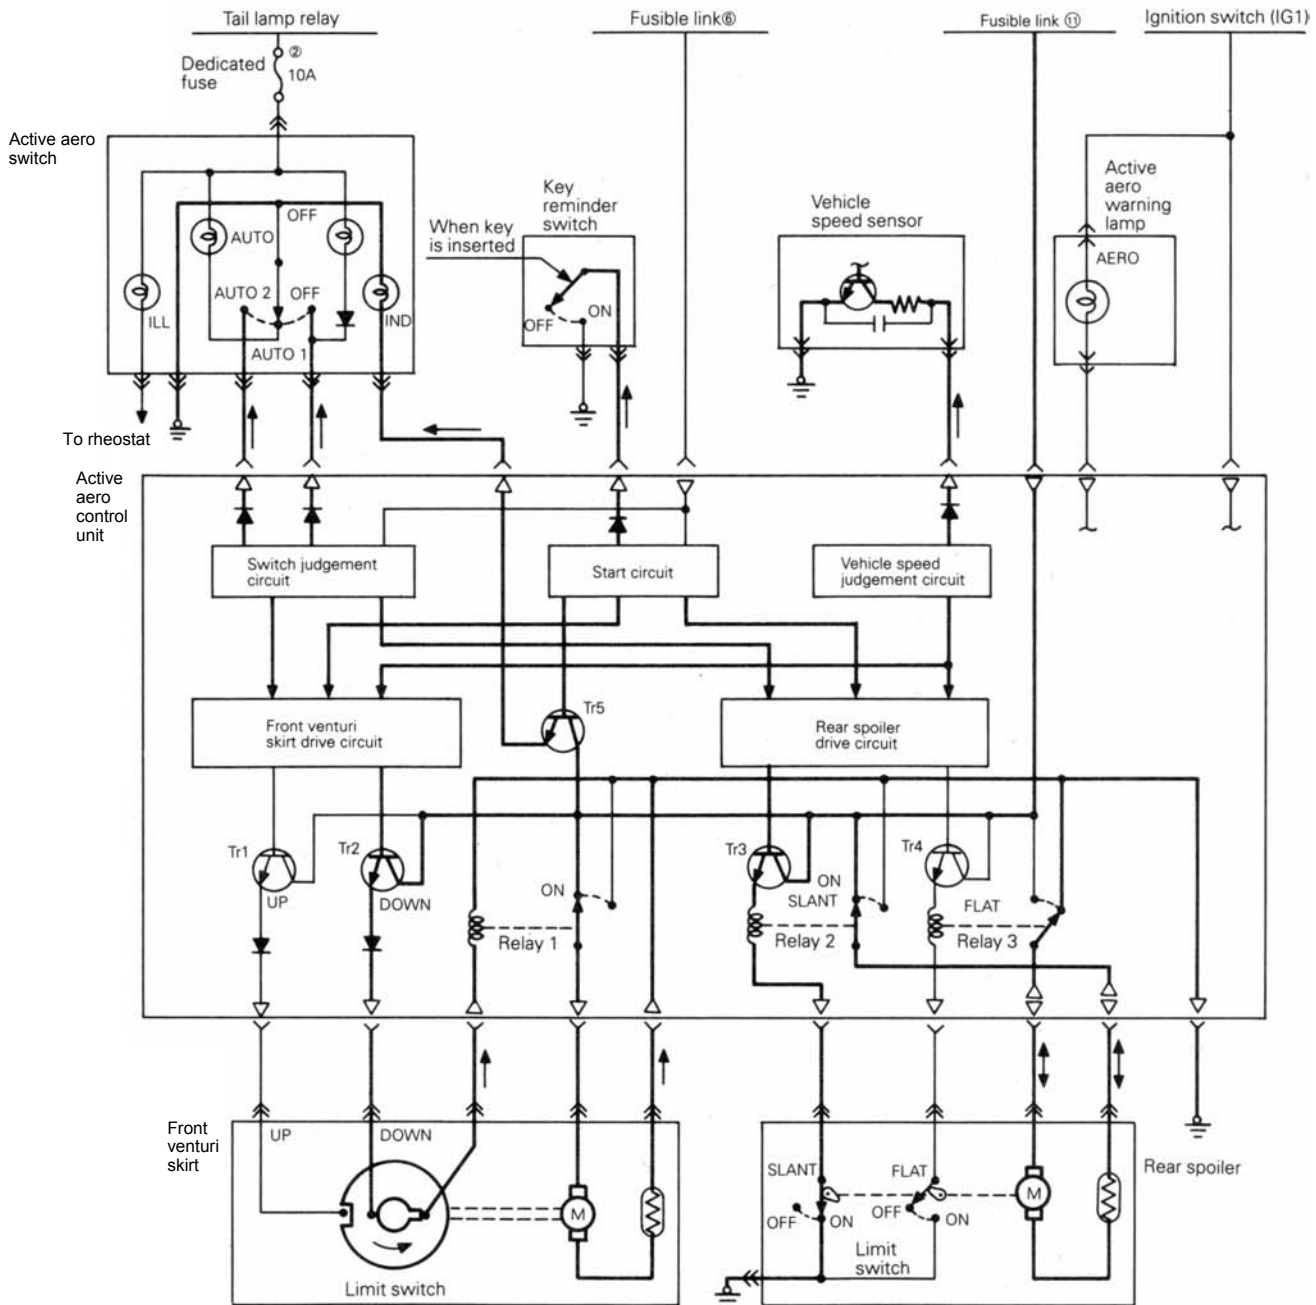 Tail lamp relay
Fusible link⑥
Fusible link ⑪
Ignition switch (IG1)
Dedicated
fuse
②
10A
Active aero
switch
OFF
AUTO
AUTO 2
OFF
AUTO 1
ILL
IND
To rheostat
Key
reminder
switch
When key
is inserted
OFF
ON
Vehicle
speed sensor
Active
aero
warning
lamp
AERO
Active
aero
control
unit
Switch judgement
circuit
Start circuit
Vehicle speed
judgement circuit
Front venturi
skirt drive circuit
Tr5
Rear spoiler
drive circuit
Tr1
UP
Tr2
DOWN
ON
Relay 1
Tr3
ON
SLANT
Relay 2
Tr4
FLAT
Relay 3
Front
venturi
skirt
UP
DOWN
M
Limit switch
SLANT
FLAT
OFF
ON
OFF
ON
M
Limit
switch
Rear spoiler